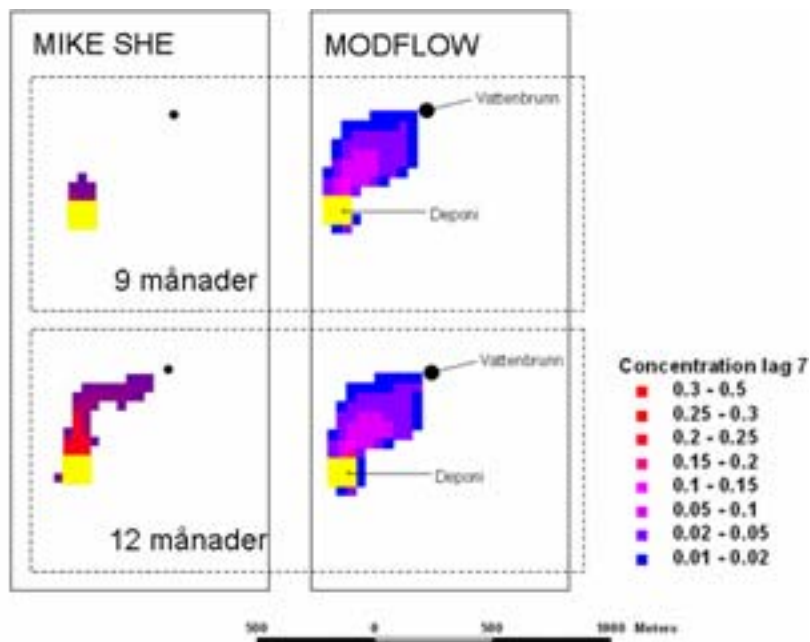 MIKE SHE
MODFLOW
Vattenbrunn
Deponi
9 månader
Vattenbrunn
Deponi
12 månader
Concentration lag 7
0.3 - 0.5
0.25 - 0.3
0.2 - 0.25
0.15 - 0.2
0.1 - 0.15
0.05 - 0.1
0.02 - 0.05
0.01 - 0.02
500 0 500 1000 Meters